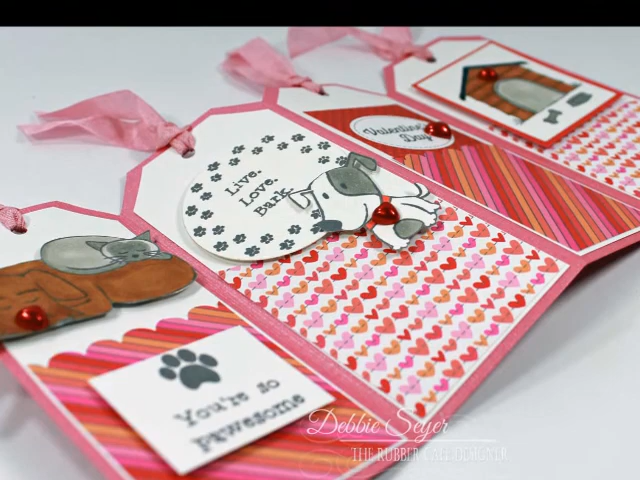 Valentine's
Day
Live.
Love.
Bark.
You're so
pawesome
Debbie Seyer
THE RUBBER CAFE DESIGNER